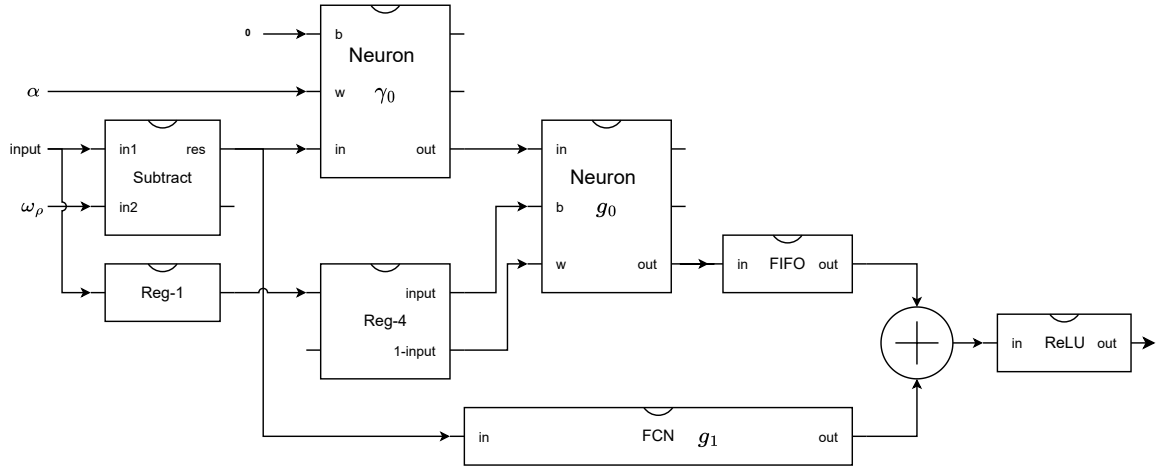 0
b
Neuron
α
w
γ₀
input
in1
res
in
out
in
Subtract
Neuron
ω_ρ
in2
b
g₀
w
out
in
FIFO
out
Reg-1
input
Reg-4
1-input
in
ReLU
out
in
FCN
g₁
out